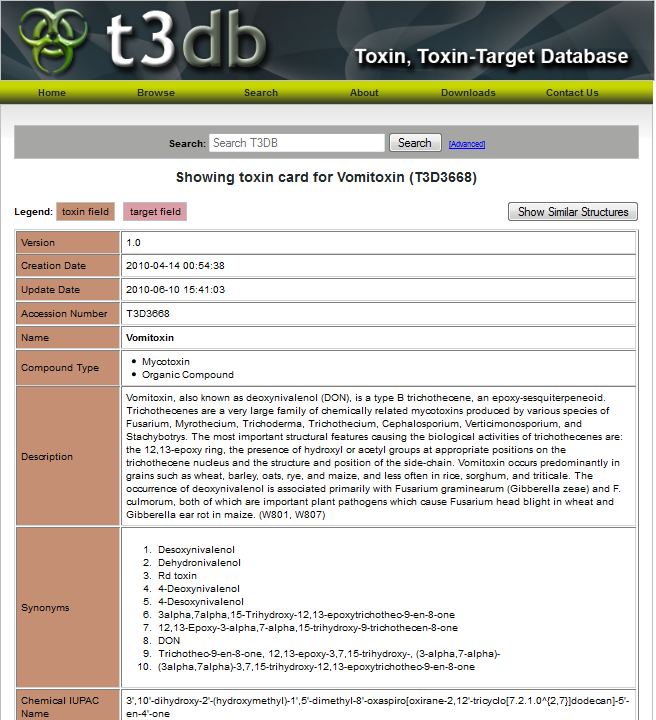 t3db
Toxin, Toxin-Target Database
Home Browse Search About Downloads Contact Us
Search: Search T3DB Search [Advanced]
Showing toxin card for Vomitoxin (T3D3668)
Legend: toxin field target field Show Similar Structures
Version 1.0
Creation Date 2010-04-14 00:54:38
Update Date 2010-06-10 15:41:03
Accession Number T3D3668
Name Vomitoxin
Compound Type
• Mycotoxin
• Organic Compound
Description
Vomitoxin, also known as deoxynivalenol (DON), is a type B trichothecene, an epoxy-sesquiterpeneoid.
Trichothecenes are a very large family of chemically related mycotoxins produced by various species of
Fusarium, Myrothecium, Trichoderma, Trichothecium, Cephalosporium, Verticimonosporium, and
Stachybotrys. The most important structural features causing the biological activities of trichothecenes are:
the 12,13-epoxy ring, the presence of hydroxyl or acetyl groups at appropriate positions on the
trichothecene nucleus and the structure and position of the side-chain. Vomitoxin occurs predominantly in
grains such as wheat, barley, oats, rye, and maize, and less often in rice, sorghum, and triticale. The
occurrence of deoxynivalenol is associated primarily with Fusarium graminearum (Gibberella zeae) and F.
culmorum, both of which are important plant pathogens which cause Fusarium head blight in wheat and
Gibberella ear rot in maize. (W801, W807)
Synonyms
1. Desoxynivalenol
2. Dehydronivalenol
3. Rd toxin
4. 4-Deoxynivalenol
5. 4-Desoxynivalenol
6. 3alpha,7alpha,15-Trihydroxy-12,13-epoxytrichothec-9-en-8-one
7. 12,13-Epoxy-3-alpha,7-alpha,15-trihydroxy-9-trichothecen-8-one
8. DON
9. Trichothec-9-en-8-one, 12,13-epoxy-3,7,15-trihydroxy-, (3-alpha,7-alpha)-
10. (3alpha,7alpha)-3,7,15-trihydroxy-12,13-epoxytrichothec-9-en-8-one
Chemical IUPAC
Name
3',10'-dihydroxy-2'-(hydroxymethyl)-1',5'-dimethyl-8'-oxaspiro[oxirane-2,12'-tricyclo[7.2.1.0^{2,7}]dodecan]-5'-
en-4'-one